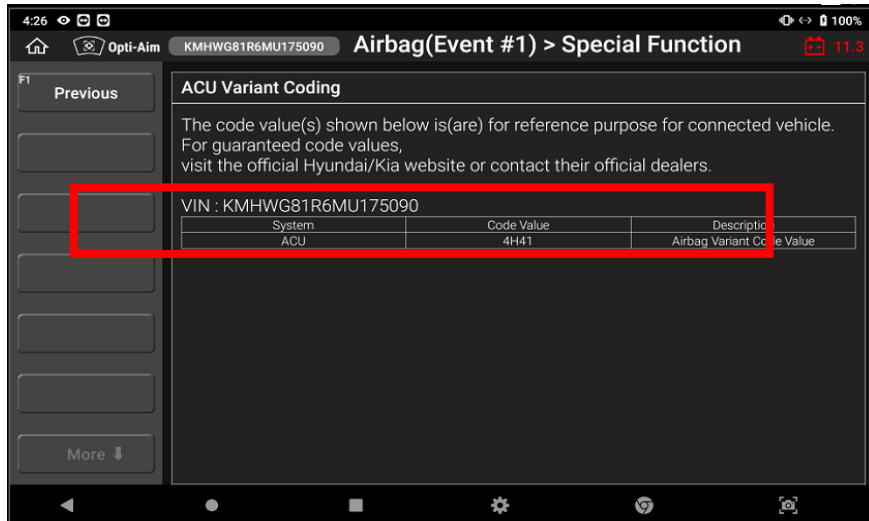 4:26 100%
Opti-Aim KMHWG81R6MU175090 Airbag(Event #1) > Special Function 11.3
F1 Previous
ACU Variant Coding
The code value(s) shown below is(are) for reference purpose for connected vehicle.
For guaranteed code values,
visit the official Hyundai/Kia website or contact their official dealers.
VIN : KMHWG81R6MU175090
System Code Value Description
ACU 4H41 Airbag Variant Value
More